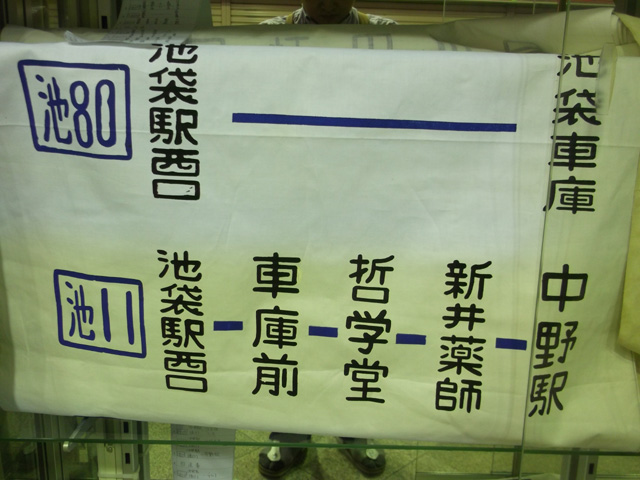 池80
池袋駅西口
池袋車庫
池11
池袋駅西口
車庫前
哲学堂
新井薬師
中野駅